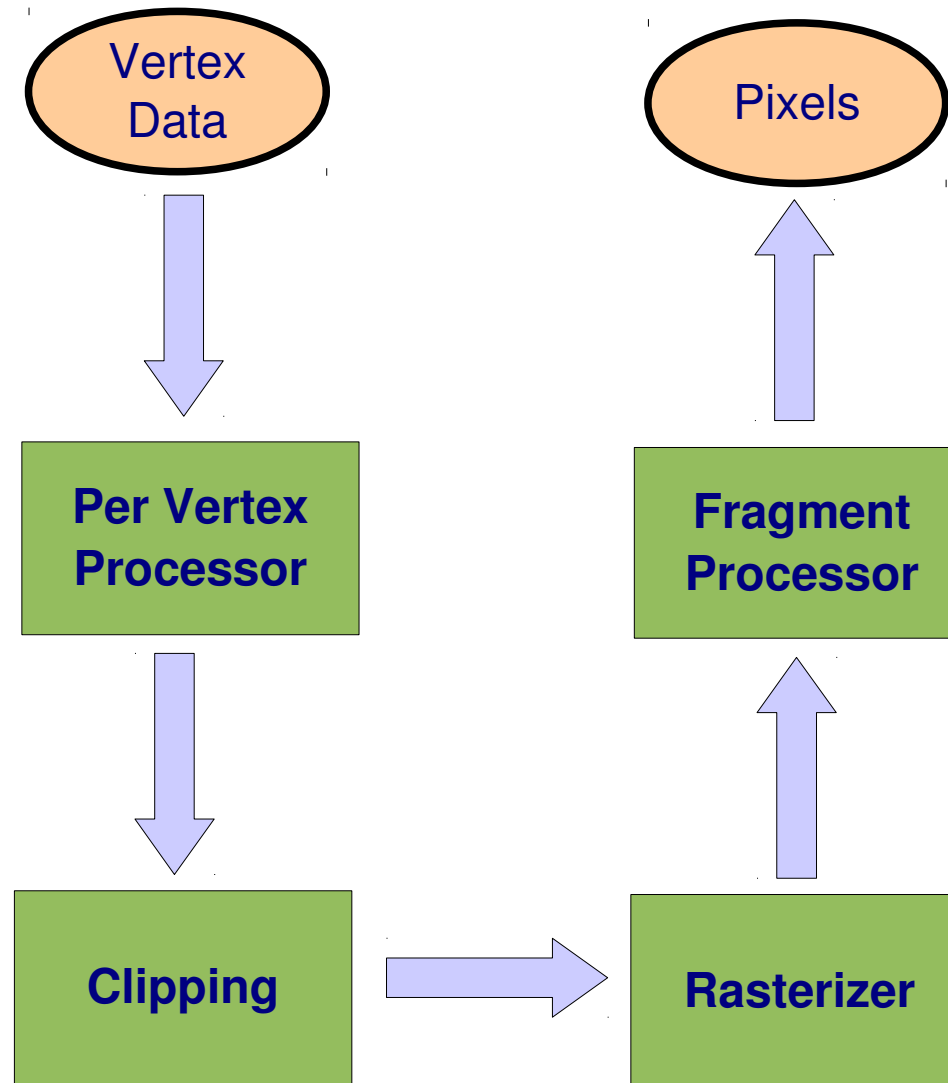 Vertex
Data
Pixels
Per Vertex
Processor
Fragment
Processor
Clipping
Rasterizer